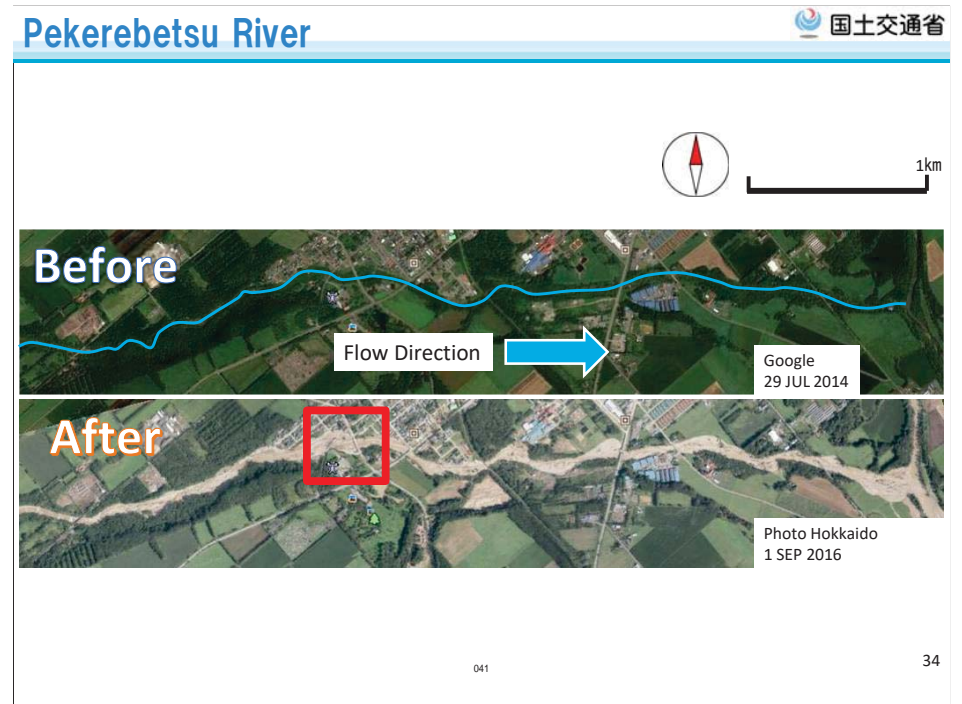 Pekerebetsu River
国土交通省
1km
Before
Flow Direction
Google
29 JUL 2014
After
Photo Hokkaido
1 SEP 2016
041
34